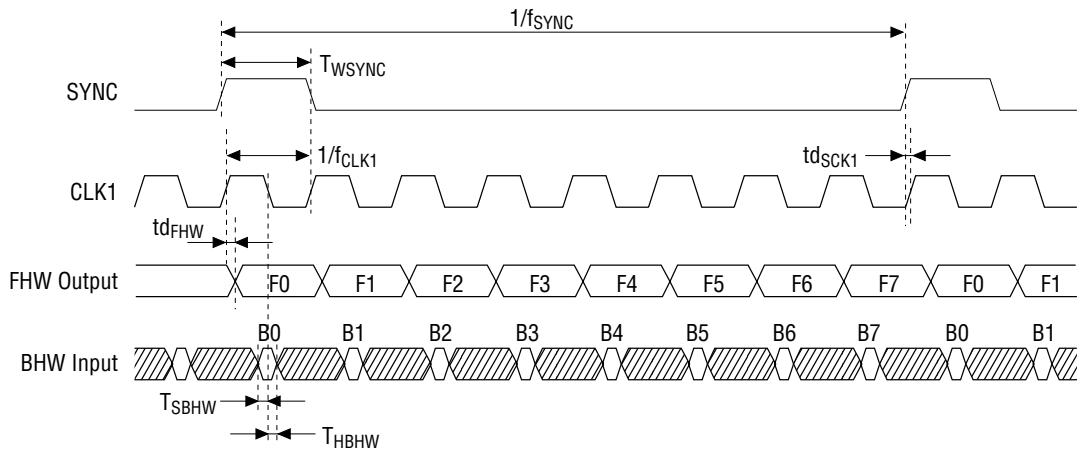 1/fSYNC
TWSYNC
SYNC
1/fCLK1
tdSCK1
CLK1
tdFHW
FHW Output
F0 F1 F2 F3 F4 F5 F6 F7 F0 F1
B0 B1 B2 B3 B4 B5 B6 B7 B0 B1
BHW Input
TSBHW
THBHW